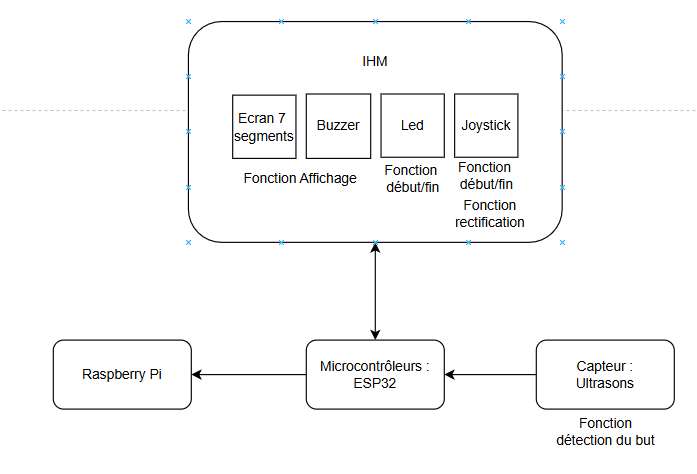 IHM
Ecran 7
segments
Buzzer
Led
Joystick
Fonction Affichage
Fonction
début/fin
Fonction
début/fin
Fonction
rectification
Raspberry Pi
Microcontrôleurs :
ESP32
Capteur :
Ultrasons
Fonction
détection du but